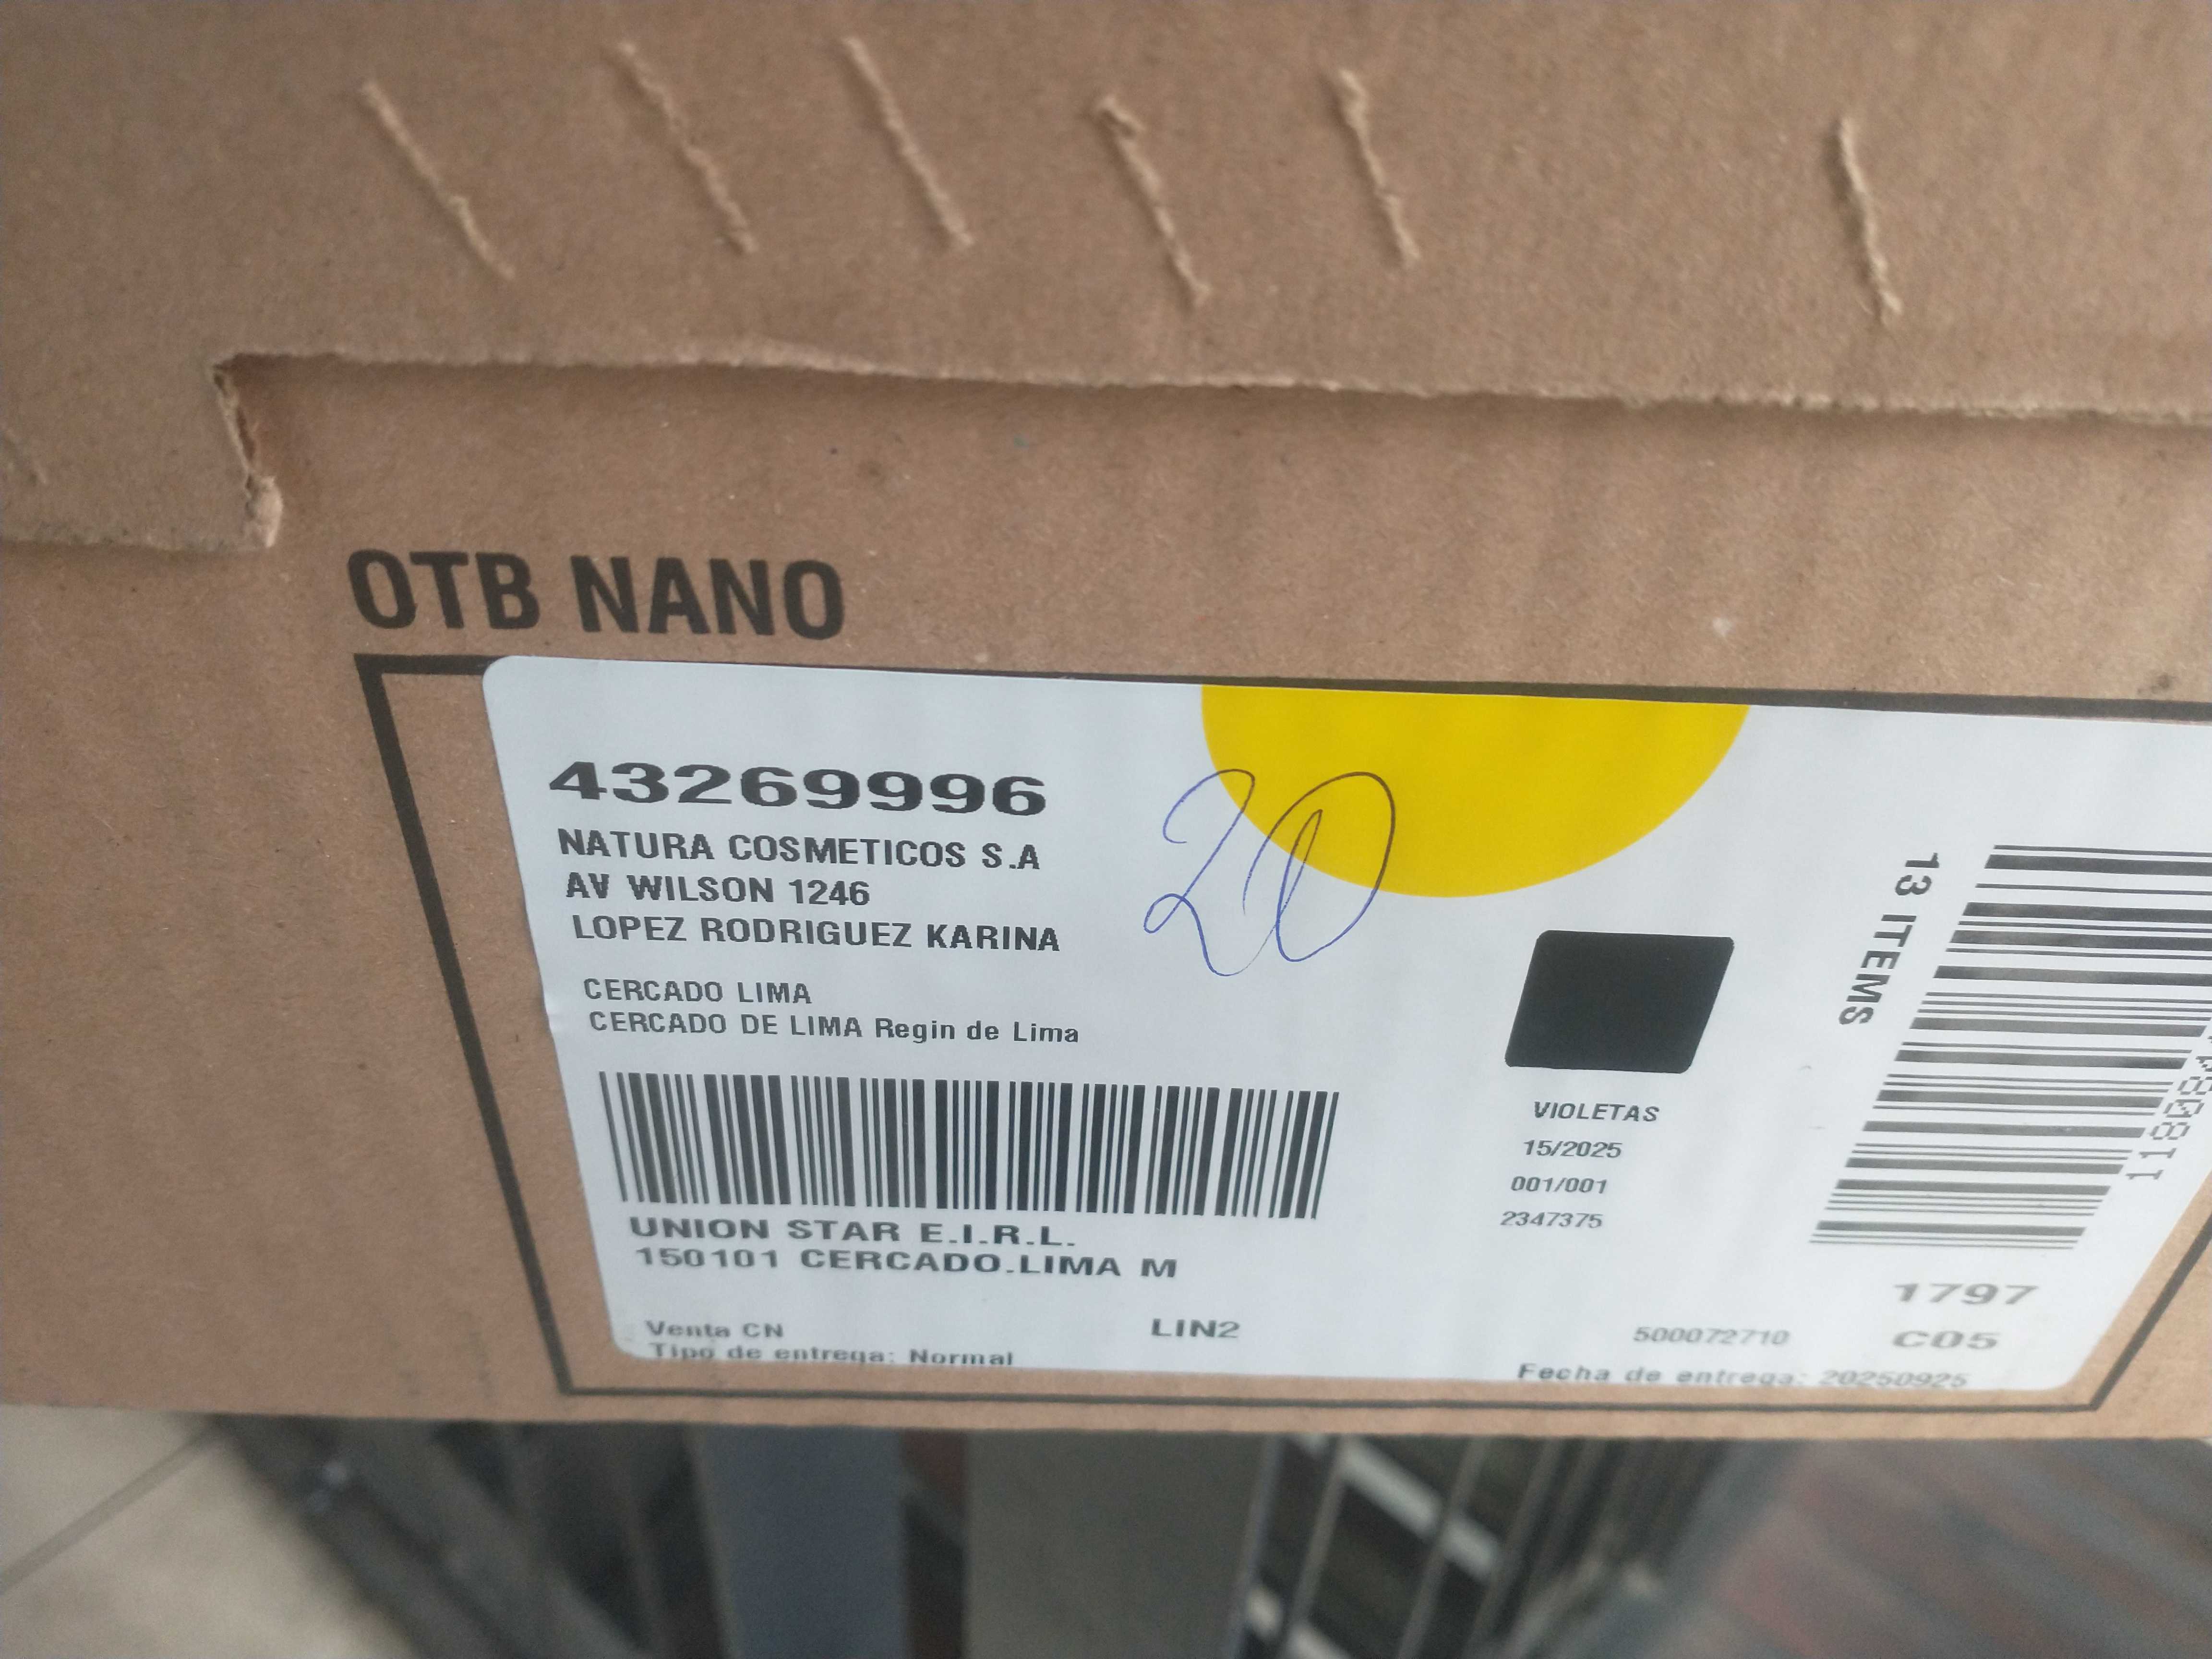 OTB NANO
43269996
NATURA COSMETICOS S.A
AV WILSON 1246
LOPEZ RODRIGUEZ KARINA
20
CERCADO LIMA
CERCADO DE LIMA Regin de Lima
UNION STAR E.I.R.L.
150101 CERCADO.LIMA M
Venta CN
LIN2
Tipo de entrega: Normal
VIOLETAS
15/2025
001/001
2347375
13 ITEMS
1797
500072710
C05
Fecha de entrega: 20250925